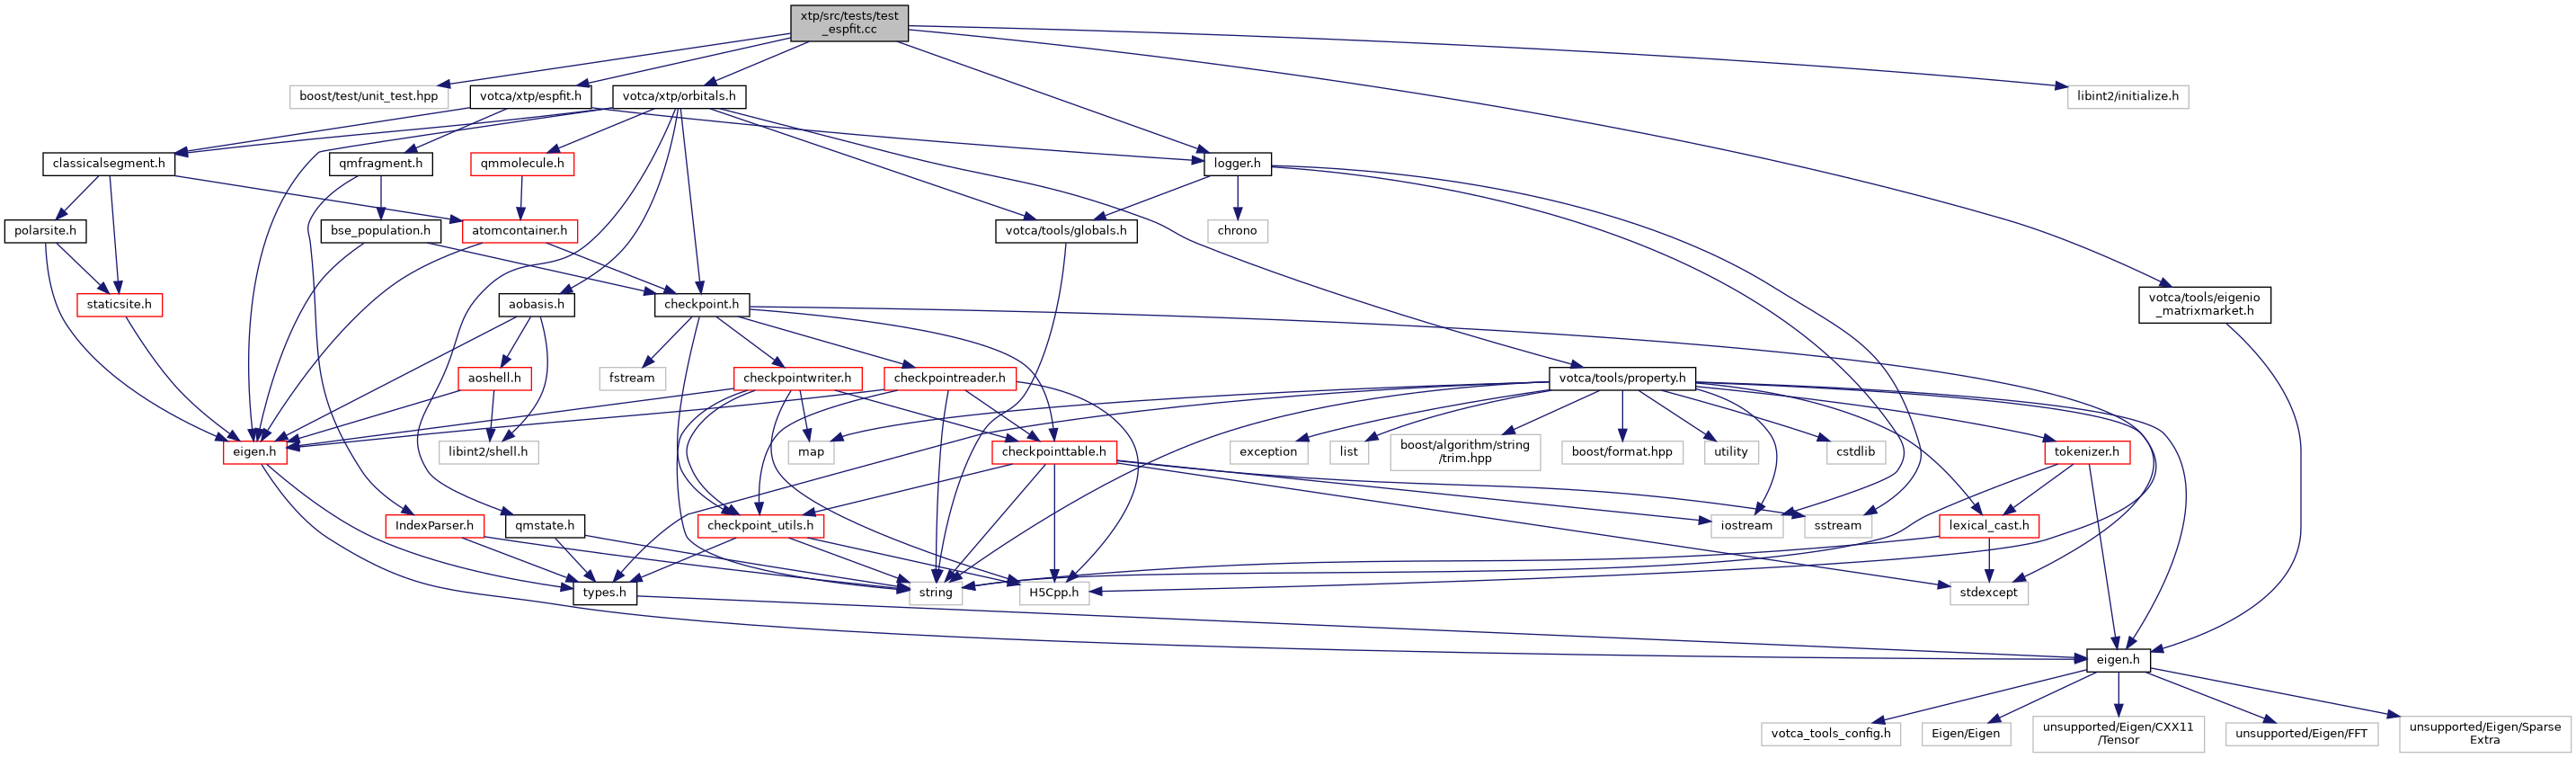 xtp/src/tests/test
_espfit.cc
boost/test/unit_test.hpp
votca/xtp/espfit.h
votca/xtp/orbitals.h
libint2/initialize.h
classicalsegment.h
qmfragment.h
qmmolecule.h
logger.h
polarsite.h
bse_population.h
atomcontainer.h
votca/tools/globals.h
chrono
staticsite.h
aobasis.h
checkpoint.h
votca/tools/eigenio
_matrixmarket.h
aoshell.h
fstream
checkpointwriter.h
checkpointreader.h
votca/tools/property.h
eigen.h
libint2/shell.h
map
checkpointtable.h
exception
list
boost/algorithm/string
/trim.hpp
boost/format.hpp
utility
cstdlib
tokenizer.h
IndexParser.h
qmstate.h
checkpoint_utils.h
iostream
sstream
lexical_cast.h
types.h
string
H5Cpp.h
stdexcept
eigen.h
votca_tools_config.h
Eigen/Eigen
unsupported/Eigen/CXX11
/Tensor
unsupported/Eigen/FFT
unsupported/Eigen/Sparse
Extra